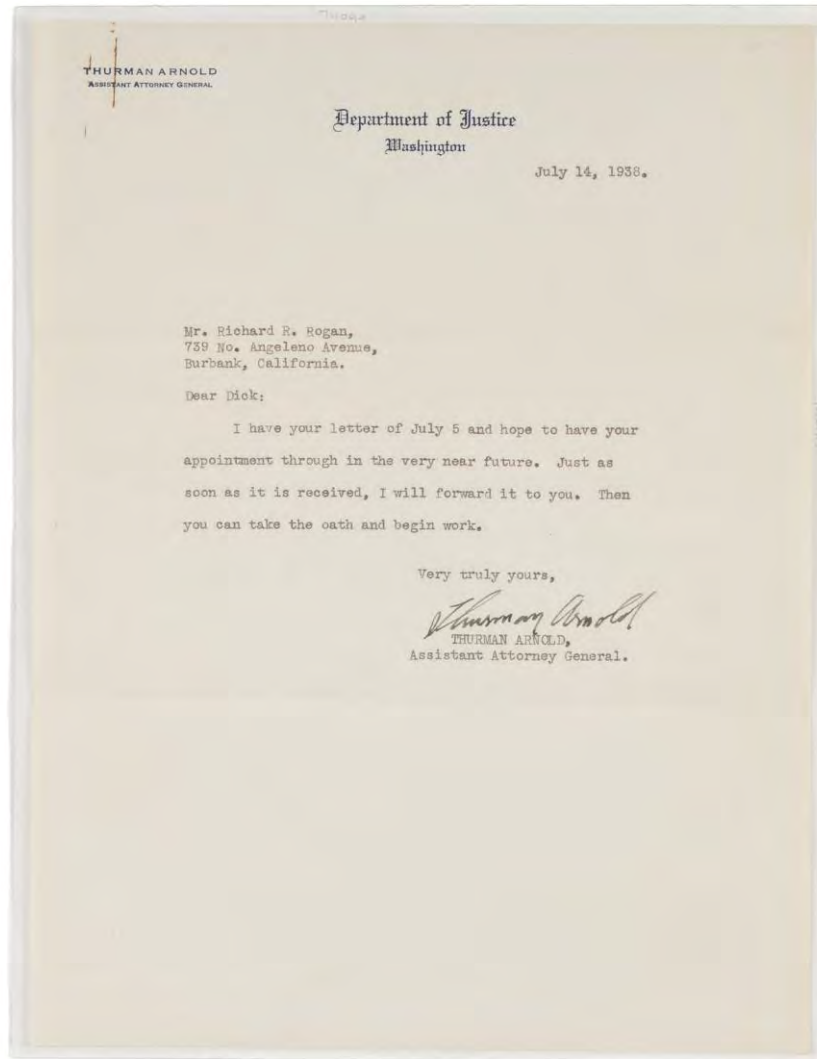 THURMAN ARNOLD
ASSISTANT ATTORNEY GENERAL
Department of Justice
Washington
July 14, 1938.
Mr. Richard R. Rogan,
739 No. Angeleno Avenue,
Burbank, California.
Dear Dick:
I have your letter of July 5 and hope to have your
appointment through in the very near future. Just as
soon as it is received, I will forward it to you. Then
you can take the oath and begin work.
Very truly yours,
Thurman Arnold
THURMAN ARNOLD,
Assistant Attorney General.